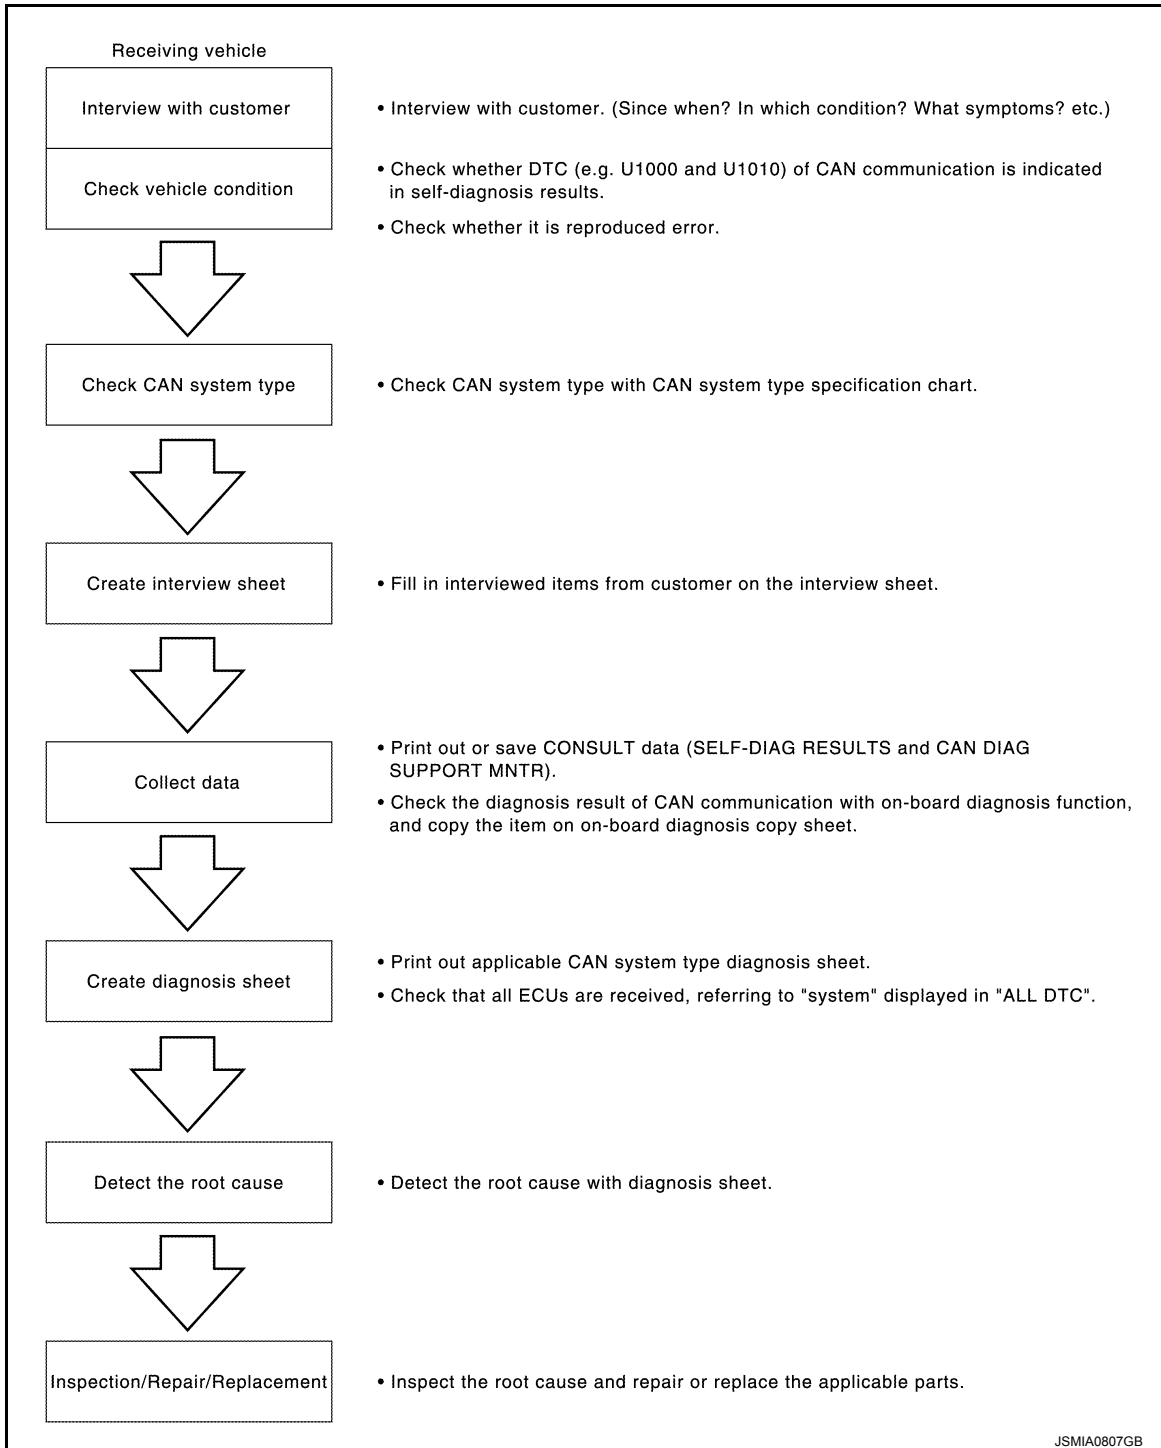 Receiving vehicle
Interview with customer
• Interview with customer. (Since when? In which condition? What symptoms? etc.)
Check vehicle condition
• Check whether DTC (e.g. U1000 and U1010) of CAN communication is indicated
in self-diagnosis results.
• Check whether it is reproduced error.
Check CAN system type
• Check CAN system type with CAN system type specification chart.
Create interview sheet
• Fill in interviewed items from customer on the interview sheet.
Collect data
• Print out or save CONSULT data (SELF-DIAG RESULTS and CAN DIAG
SUPPORT MNTR).
• Check the diagnosis result of CAN communication with on-board diagnosis function,
and copy the item on on-board diagnosis copy sheet.
Create diagnosis sheet
• Print out applicable CAN system type diagnosis sheet.
• Check that all ECUs are received, referring to "system" displayed in "ALL DTC".
Detect the root cause
• Detect the root cause with diagnosis sheet.
Inspection/Repair/Replacement
• Inspect the root cause and repair or replace the applicable parts.
JSMIA0807GB